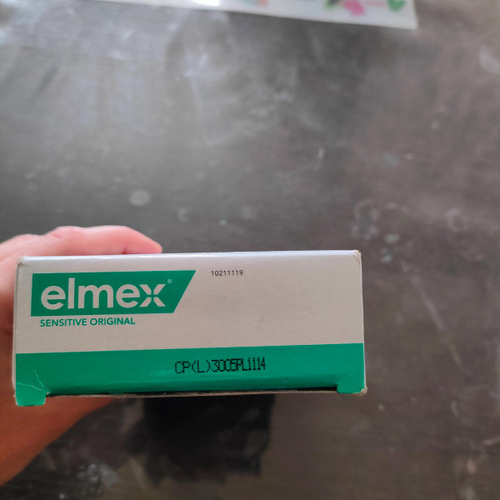 elmex®
10211119
SENSITIVE ORIGINAL
CP(L)3005PL1114